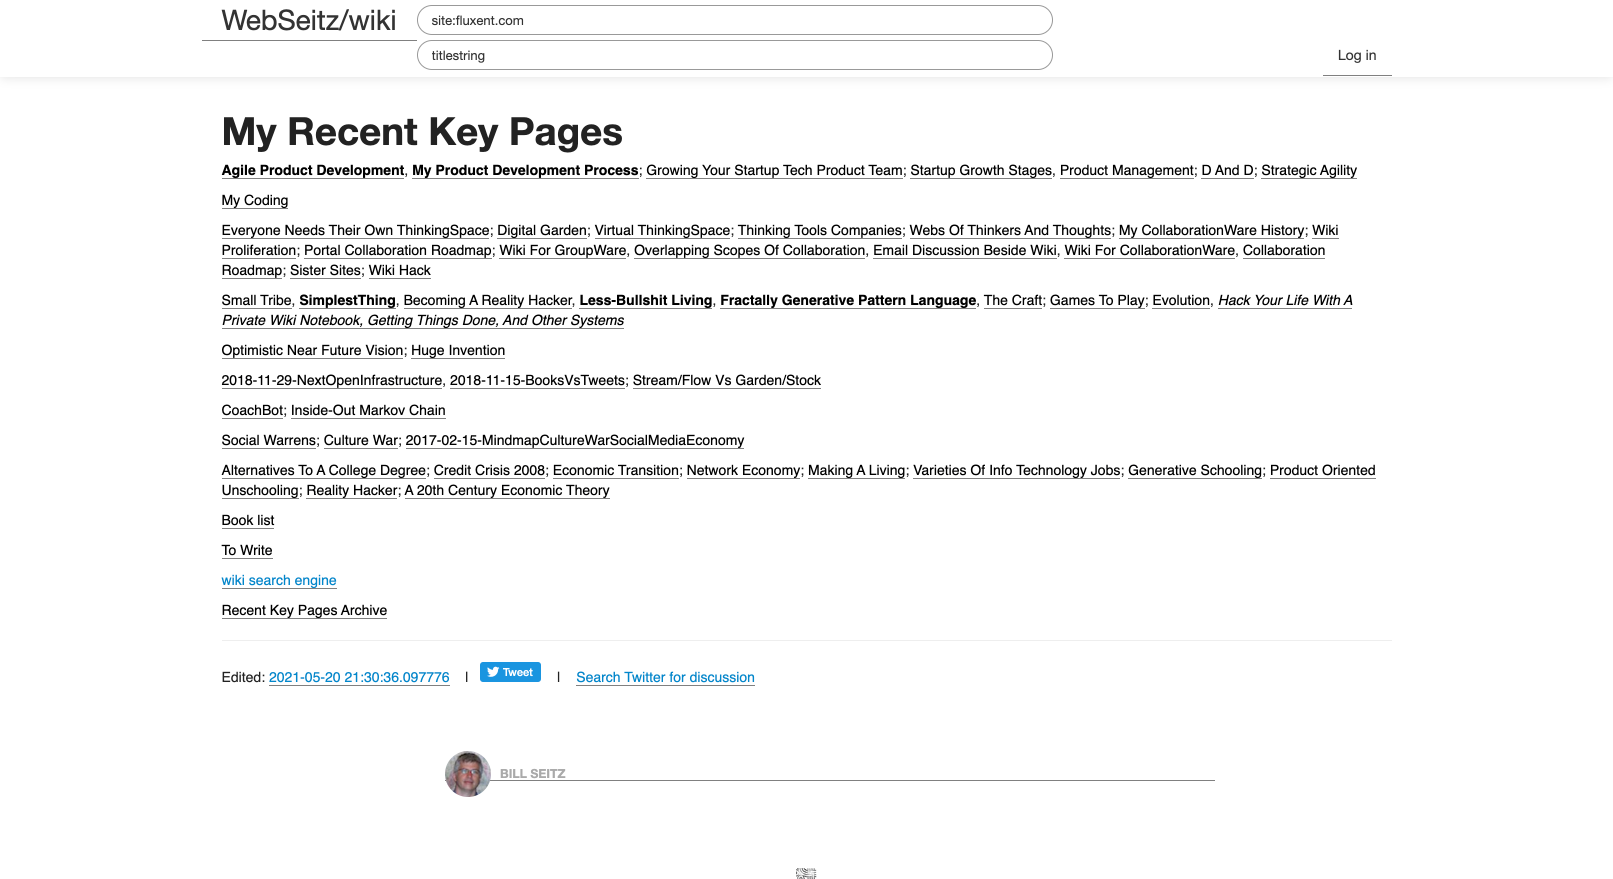 WebSeitz/wiki
site:fluxent.com
titlestring
Log in
My Recent Key Pages
Agile Product Development, My Product Development Process; Growing Your Startup Tech Product Team; Startup Growth Stages, Product Management; D And D; Strategic Agility
My Coding
Everyone Needs Their Own ThinkingSpace; Digital Garden; Virtual ThinkingSpace; Thinking Tools Companies; Webs Of Thinkers And Thoughts; My CollaborationWare History; Wiki
Proliferation; Portal Collaboration Roadmap; Wiki For GroupWare, Overlapping Scopes Of Collaboration, Email Discussion Beside Wiki, Wiki For CollaborationWare, Collaboration
Roadmap; Sister Sites; Wiki Hack
Small Tribe, SimplestThing, Becoming A Reality Hacker, Less-Bullshit Living, Fractally Generative Pattern Language, The Craft; Games To Play; Evolution, Hack Your Life With A
Private Wiki Notebook, Getting Things Done, And Other Systems
Optimistic Near Future Vision; Huge Invention
2018-11-29-NextOpenInfrastructure, 2018-11-15-BooksVsTweets; Stream/Flow Vs Garden/Stock
CoachBot; Inside-Out Markov Chain
Social Warrens; Culture War; 2017-02-15-MindmapCultureWarSocialMediaEconomy
Alternatives To A College Degree; Credit Crisis 2008; Economic Transition; Network Economy; Making A Living; Varieties Of Info Technology Jobs; Generative Schooling; Product Oriented
Unschooling; Reality Hacker; A 20th Century Economic Theory
Book list
To Write
wiki search engine
Recent Key Pages Archive
Edited: 2021-05-20 21:30:36.097776 | Tweet | Search Twitter for discussion
BILL SEITZ